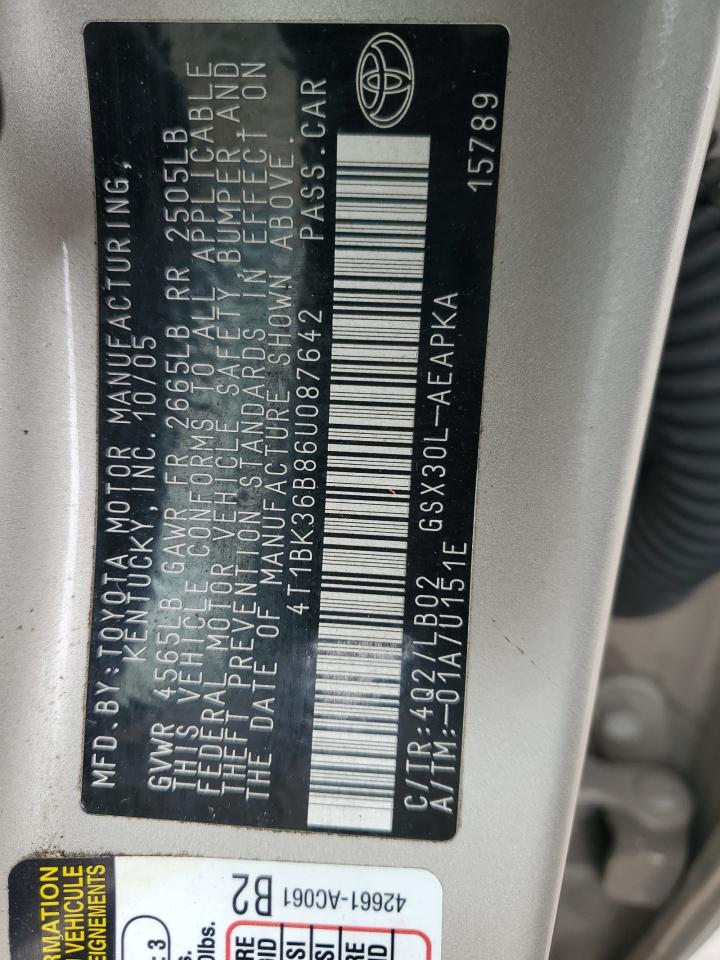 MFD.BY:TOYOTA MOTOR MANUFACTURING,
KENTUCKY, INC. 10/05
GVWR 4565LB GAWR FR 2665LB RR 2505LB
THIS VEHICLE CONFORMS TO ALL APPLICABLE
FEDERAL MOTOR VEHICLE SAFETY, BUMPER AND
THEFT PREVENTION STANDARDS IN EFFECT ON
THE DATE OF MANUFACTURE SHOWN ABOVE.
4T1BK36B86U087642 PASS.CAR
C/TR:4Q2/LB02 GSX30L-AEAPKA
A/TM:-01A/U151E
15789
42661-AC061 B2